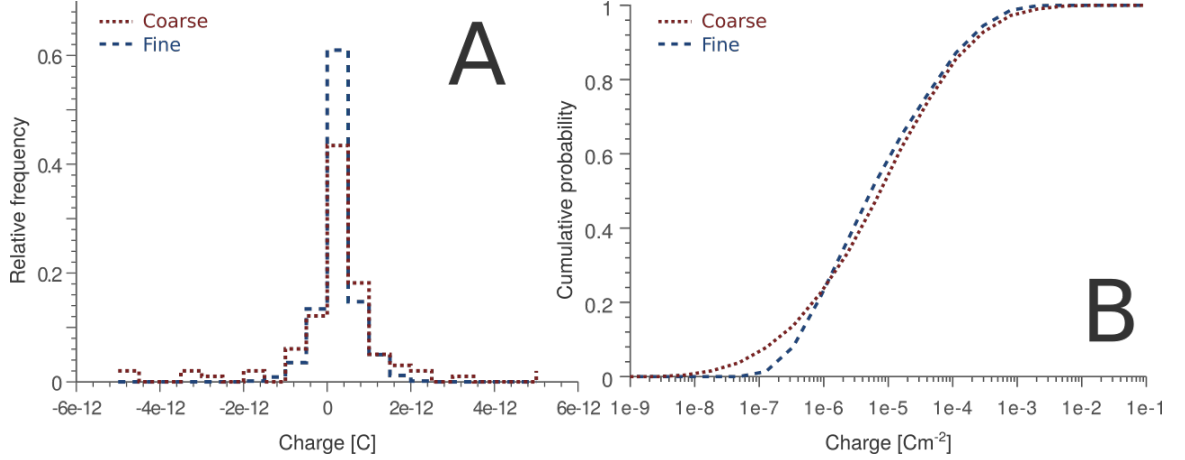 Coarse
Fine
A
Relative frequency
0.6
0.4
0.2
0
-6e-12 -4e-12 -2e-12 0 2e-12 4e-12 6e-12
Charge [C]
Coarse
Fine
B
Cumulative probability
1
0.8
0.6
0.4
0.2
0
1e-9 1e-8 1e-7 1e-6 1e-5 1e-4 1e-3 1e-2 1e-1
Charge [Cm⁻²]